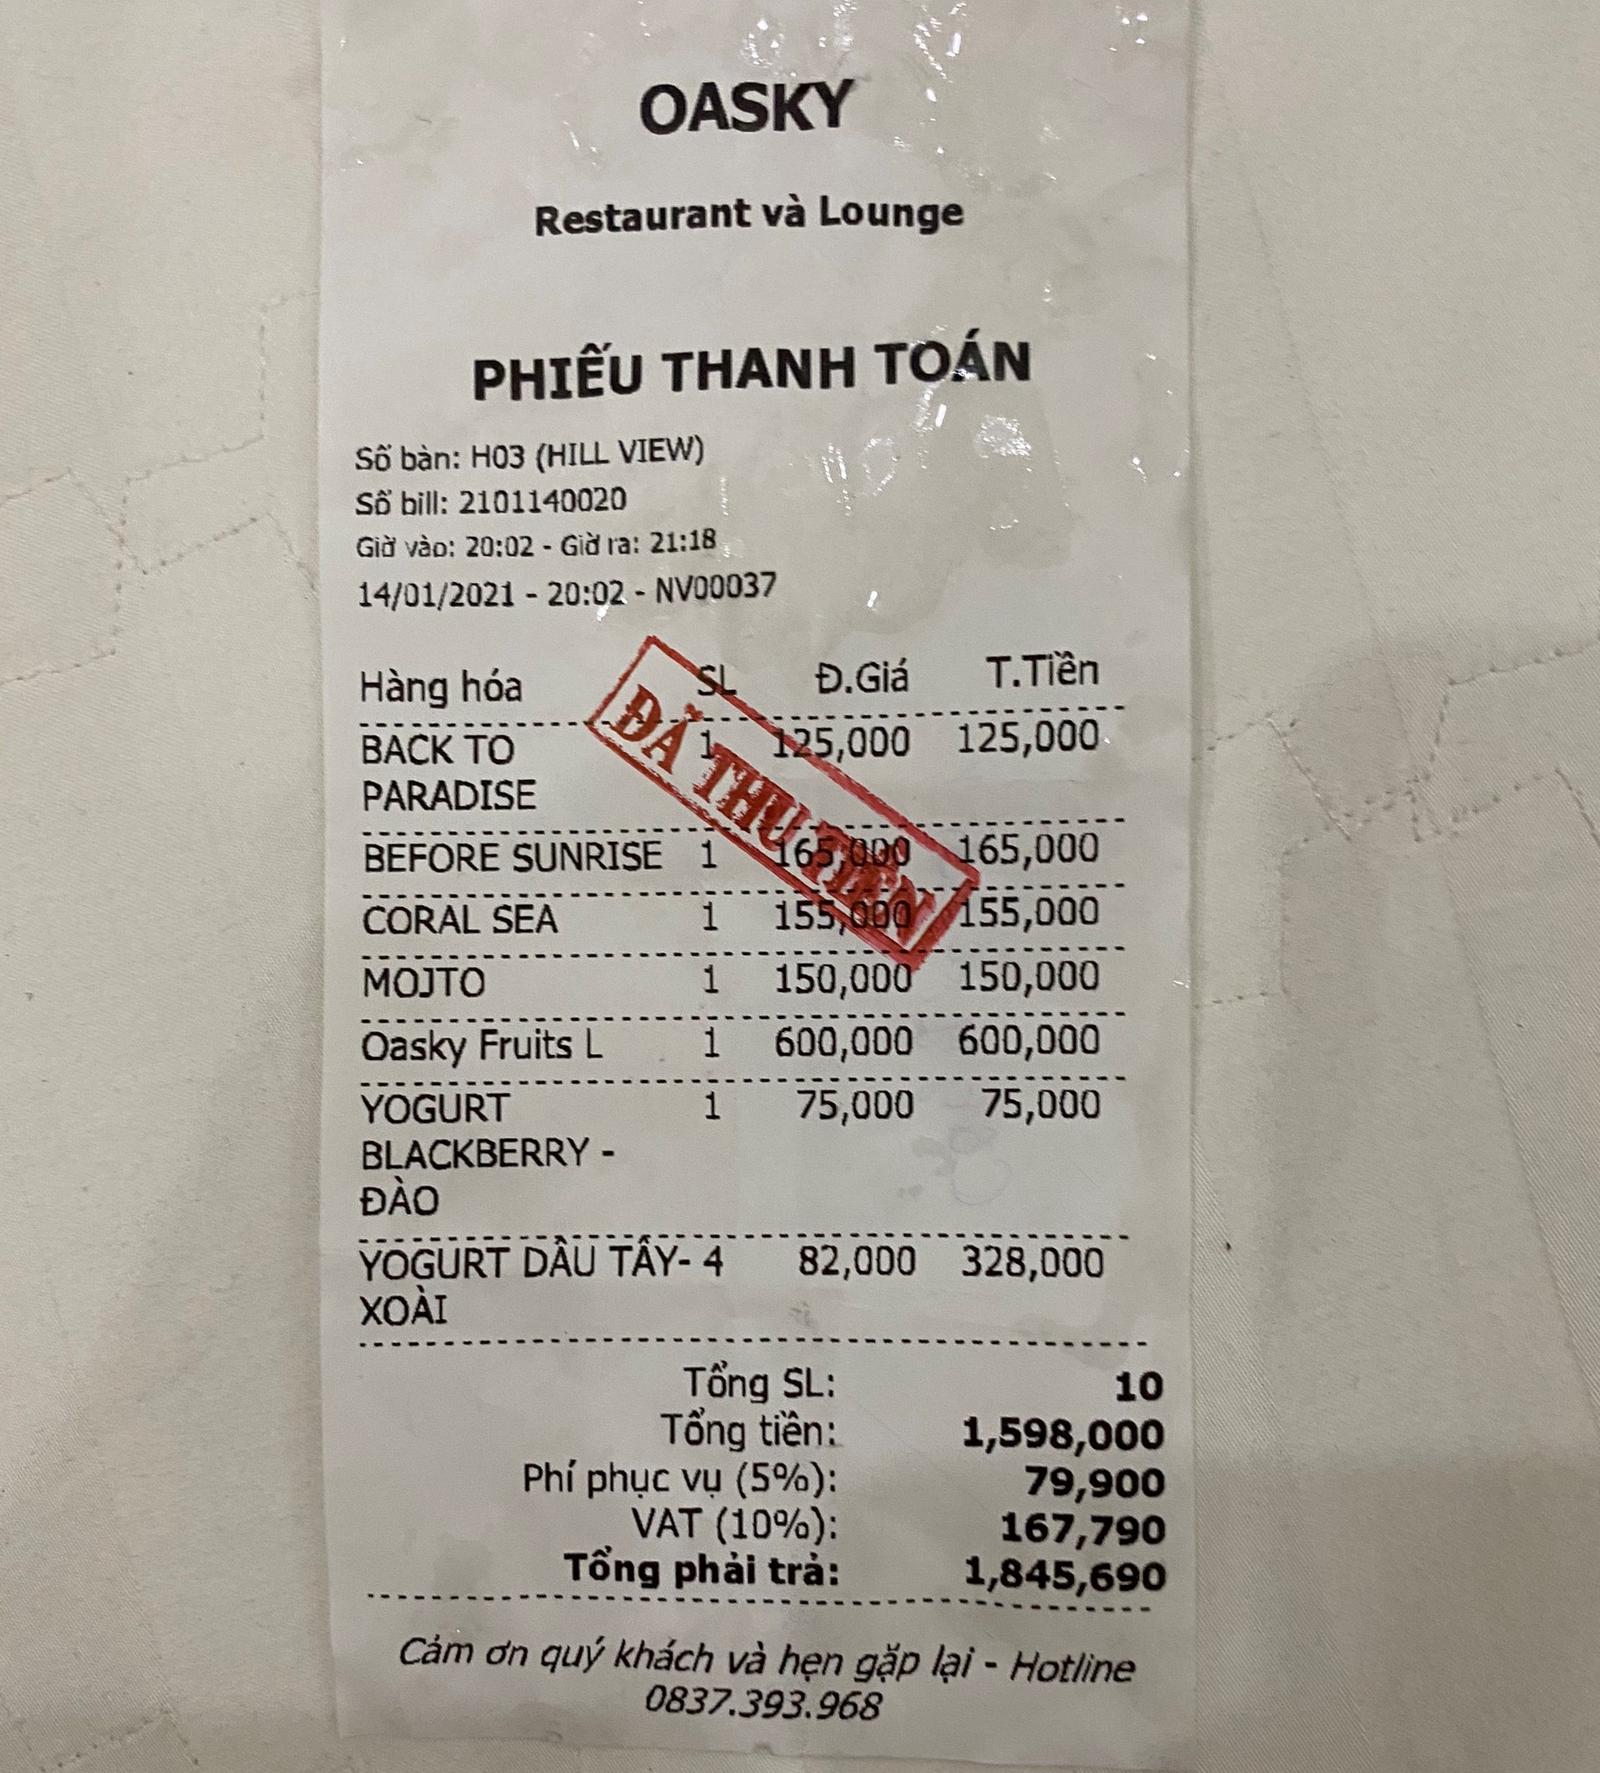 OASKY
Restaurant và Lounge
PHIẾU THANH TOÁN
Số bàn: H03 (HILL VIEW)
Số bill: 2101140020
Giờ vào: 20:02 - Giờ ra: 21:18
14/01/2021 - 20:02 - NV00037
Hàng hóa SL Đ.Giá T.Tiền
ĐÃ THU TIỀN
BACK TO 1 125,000 125,000
PARADISE
BEFORE SUNRISE 1 165,000 165,000
CORAL SEA 1 155,000 155,000
MOJTO 1 150,000 150,000
Oasky Fruits L 1 600,000 600,000
YOGURT 1 75,000 75,000
BLACKBERRY -
ĐÀO
YOGURT DÂU TÂY- 4 82,000 328,000
XOÀI
Tổng SL: 10
Tổng tiền: 1,598,000
Phí phục vụ (5%): 79,900
VAT (10%): 167,790
Tổng phải trả: 1,845,690
Cảm ơn quý khách và hẹn gặp lại - Hotline
0837.393.968